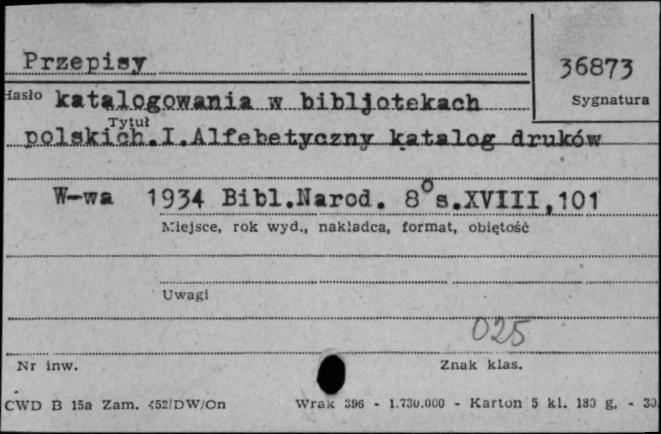 Przepisy
36873
Hasło katalogowania w bibljotekach
Sygnatura
Tytuł
polskich.I.Alfebetyczny katalog druków
W-wa 1934 Bibl.Narod. 8° s.XVIII,101
Miejsce, rok wyd., nakładca, format, objętość
Uwagi
025
Nr inw. Znak klas.
CWD B 15a Zam. 452/DW/On Wrak 396 - 1.730.000 - Karton 5 kl. 180 g, - 30